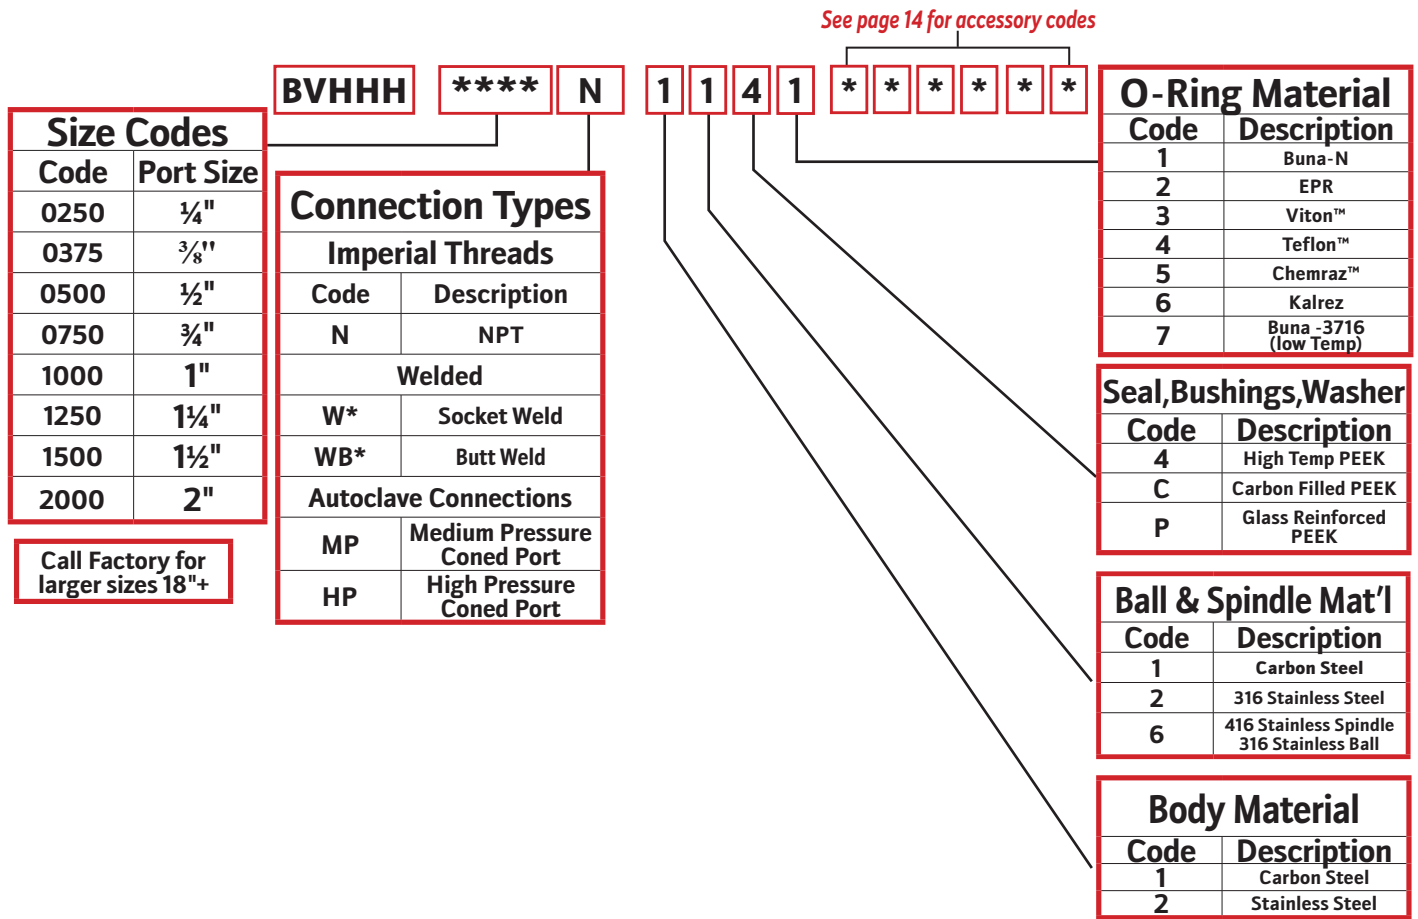 See page 14 for accessory codes
BVHHH **** N 1 1 4 1 * * * * * *
Size Codes
Code Port Size
0250 ¼"
0375 ⅜"
0500 ½"
0750 ¾"
1000 1"
1250 1¼"
1500 1½"
2000 2"
Call Factory for
larger sizes 18"+
Connection Types
Imperial Threads
Code Description
N NPT
Welded
W* Socket Weld
WB* Butt Weld
Autoclave Connections
MP Medium Pressure
Coned Port
HP High Pressure
Coned Port
O-Ring Material
Code Description
1 Buna-N
2 EPR
3 Viton™
4 Teflon™
5 Chemraz™
6 Kalrez
7 Buna -3716
(low Temp)
Seal,Bushings,Washer
Code Description
4 High Temp PEEK
C Carbon Filled PEEK
P Glass Reinforced
PEEK
Ball & Spindle Mat'l
Code Description
1 Carbon Steel
2 316 Stainless Steel
6 416 Stainless Spindle
316 Stainless Ball
Body Material
Code Description
1 Carbon Steel
2 Stainless Steel